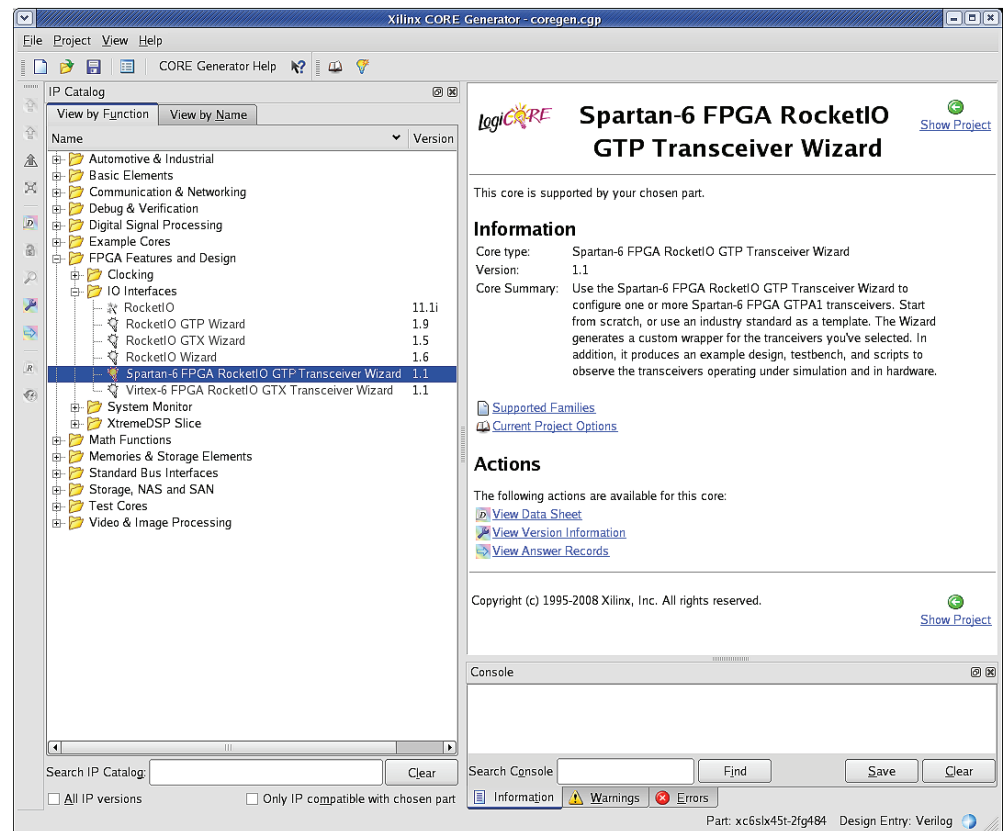 Xilinx CORE Generator - coregen.cgp
File Project View Help
CORE Generator Help
IP Catalog
View by Function View by Name
Name Version
Automotive & Industrial
Basic Elements
Communication & Networking
Debug & Verification
Digital Signal Processing
Example Cores
FPGA Features and Design
Clocking
IO Interfaces
RocketIO 11.1i
RocketIO GTP Wizard 1.9
RocketIO GTX Wizard 1.5
RocketIO Wizard 1.6
Spartan-6 FPGA RocketIO GTP Transceiver Wizard 1.1
Virtex-6 FPGA RocketIO GTX Transceiver Wizard 1.1
System Monitor
XtremeDSP Slice
Math Functions
Memories & Storage Elements
Standard Bus Interfaces
Storage, NAS and SAN
Test Cores
Video & Image Processing
Search IP Catalog: Clear
All IP versions Only IP compatible with chosen part
LogiCORE
Spartan-6 FPGA RocketIO
GTP Transceiver Wizard
Show Project
This core is supported by your chosen part.
Information
Core type: Spartan-6 FPGA RocketIO GTP Transceiver Wizard
Version: 1.1
Core Summary: Use the Spartan-6 FPGA RocketIO GTP Transceiver Wizard to
configure one or more Spartan-6 FPGA GTPA1 transceivers. Start
from scratch, or use an industry standard as a template. The Wizard
generates a custom wrapper for the tranceivers you've selected. In
addition, it produces an example design, testbench, and scripts to
observe the transceivers operating under simulation and in hardware.
Supported Families
Current Project Options
Actions
The following actions are available for this core:
View Data Sheet
View Version Information
View Answer Records
Copyright (c) 1995-2008 Xilinx, Inc. All rights reserved.
Show Project
Console
Search Console Find Save Clear
Information Warnings Errors
Part: xc6slx45t-2fg484 Design Entry: Verilog